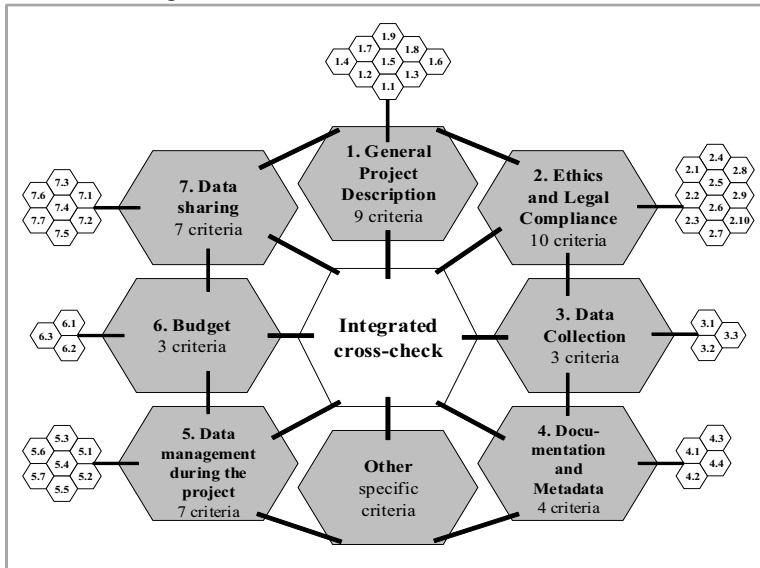 1.9
1.7
1.8
1.4
1.5
1.6
1.2
1.3
1.1
1. General
Project
Description
9 criteria
2. Ethics
and Legal
Compliance
10 criteria
2.4
2.1
2.8
2.5
2.2
2.9
2.6
2.3
2.10
2.7
7. Data
sharing
7 criteria
7.3
7.6
7.1
7.4
7.7
7.2
7.5
Integrated
cross-check
3. Data
Collection
3 criteria
3.1
3.3
3.2
6. Budget
3 criteria
6.1
6.3
6.2
5. Data
management
during the
project
7 criteria
5.3
5.6
5.1
5.4
5.7
5.2
5.5
Other
specific
criteria
4. Docu-
mentation
and
Metadata
4 criteria
4.3
4.1
4.4
4.2